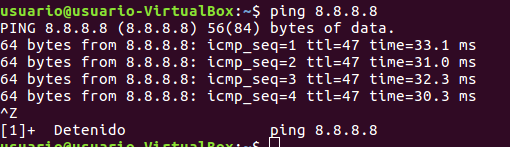 usuario@usuario-VirtualBox:~$ ping 8.8.8.8
PING 8.8.8.8 (8.8.8.8) 56(84) bytes of data.
64 bytes from 8.8.8.8: icmp_seq=1 ttl=47 time=33.1 ms
64 bytes from 8.8.8.8: icmp_seq=2 ttl=47 time=31.0 ms
64 bytes from 8.8.8.8: icmp_seq=3 ttl=47 time=32.3 ms
64 bytes from 8.8.8.8: icmp_seq=4 ttl=47 time=30.3 ms
^Z
[1]+  Detenido                ping 8.8.8.8
usuario@usuario-VirtualBox:~$